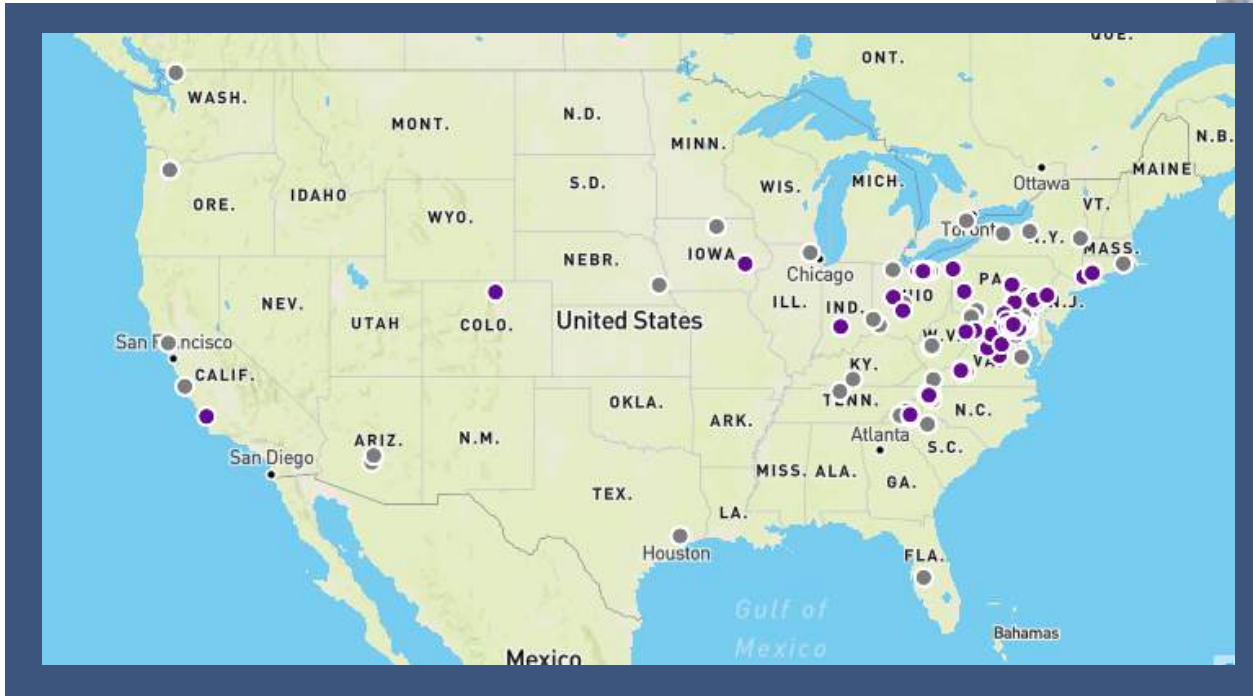 QUE.
ONT.
WASH.
MONT.
N.D.
MINN.
N.B.
MAINE
Ottawa
ORE.
IDAHO
S.D.
WIS.
MICH.
VT.
WYO.
N.Y.
MASS.
NEBR.
IOWA
Chicago
PA.
NEV.
UTAH
COLO.
United States
ILL.
IND.
N.J.
San
CALIF.
KY.
W.V.
VA.
OKLA.
ARK.
N.C.
ARIZ.
N.M.
Atlanta
S.C.
San Diego
TEX.
MISS.
ALA.
GA.
LA.
Houston
FLA.
Gulf of
Mexico
Bahamas
Mexico